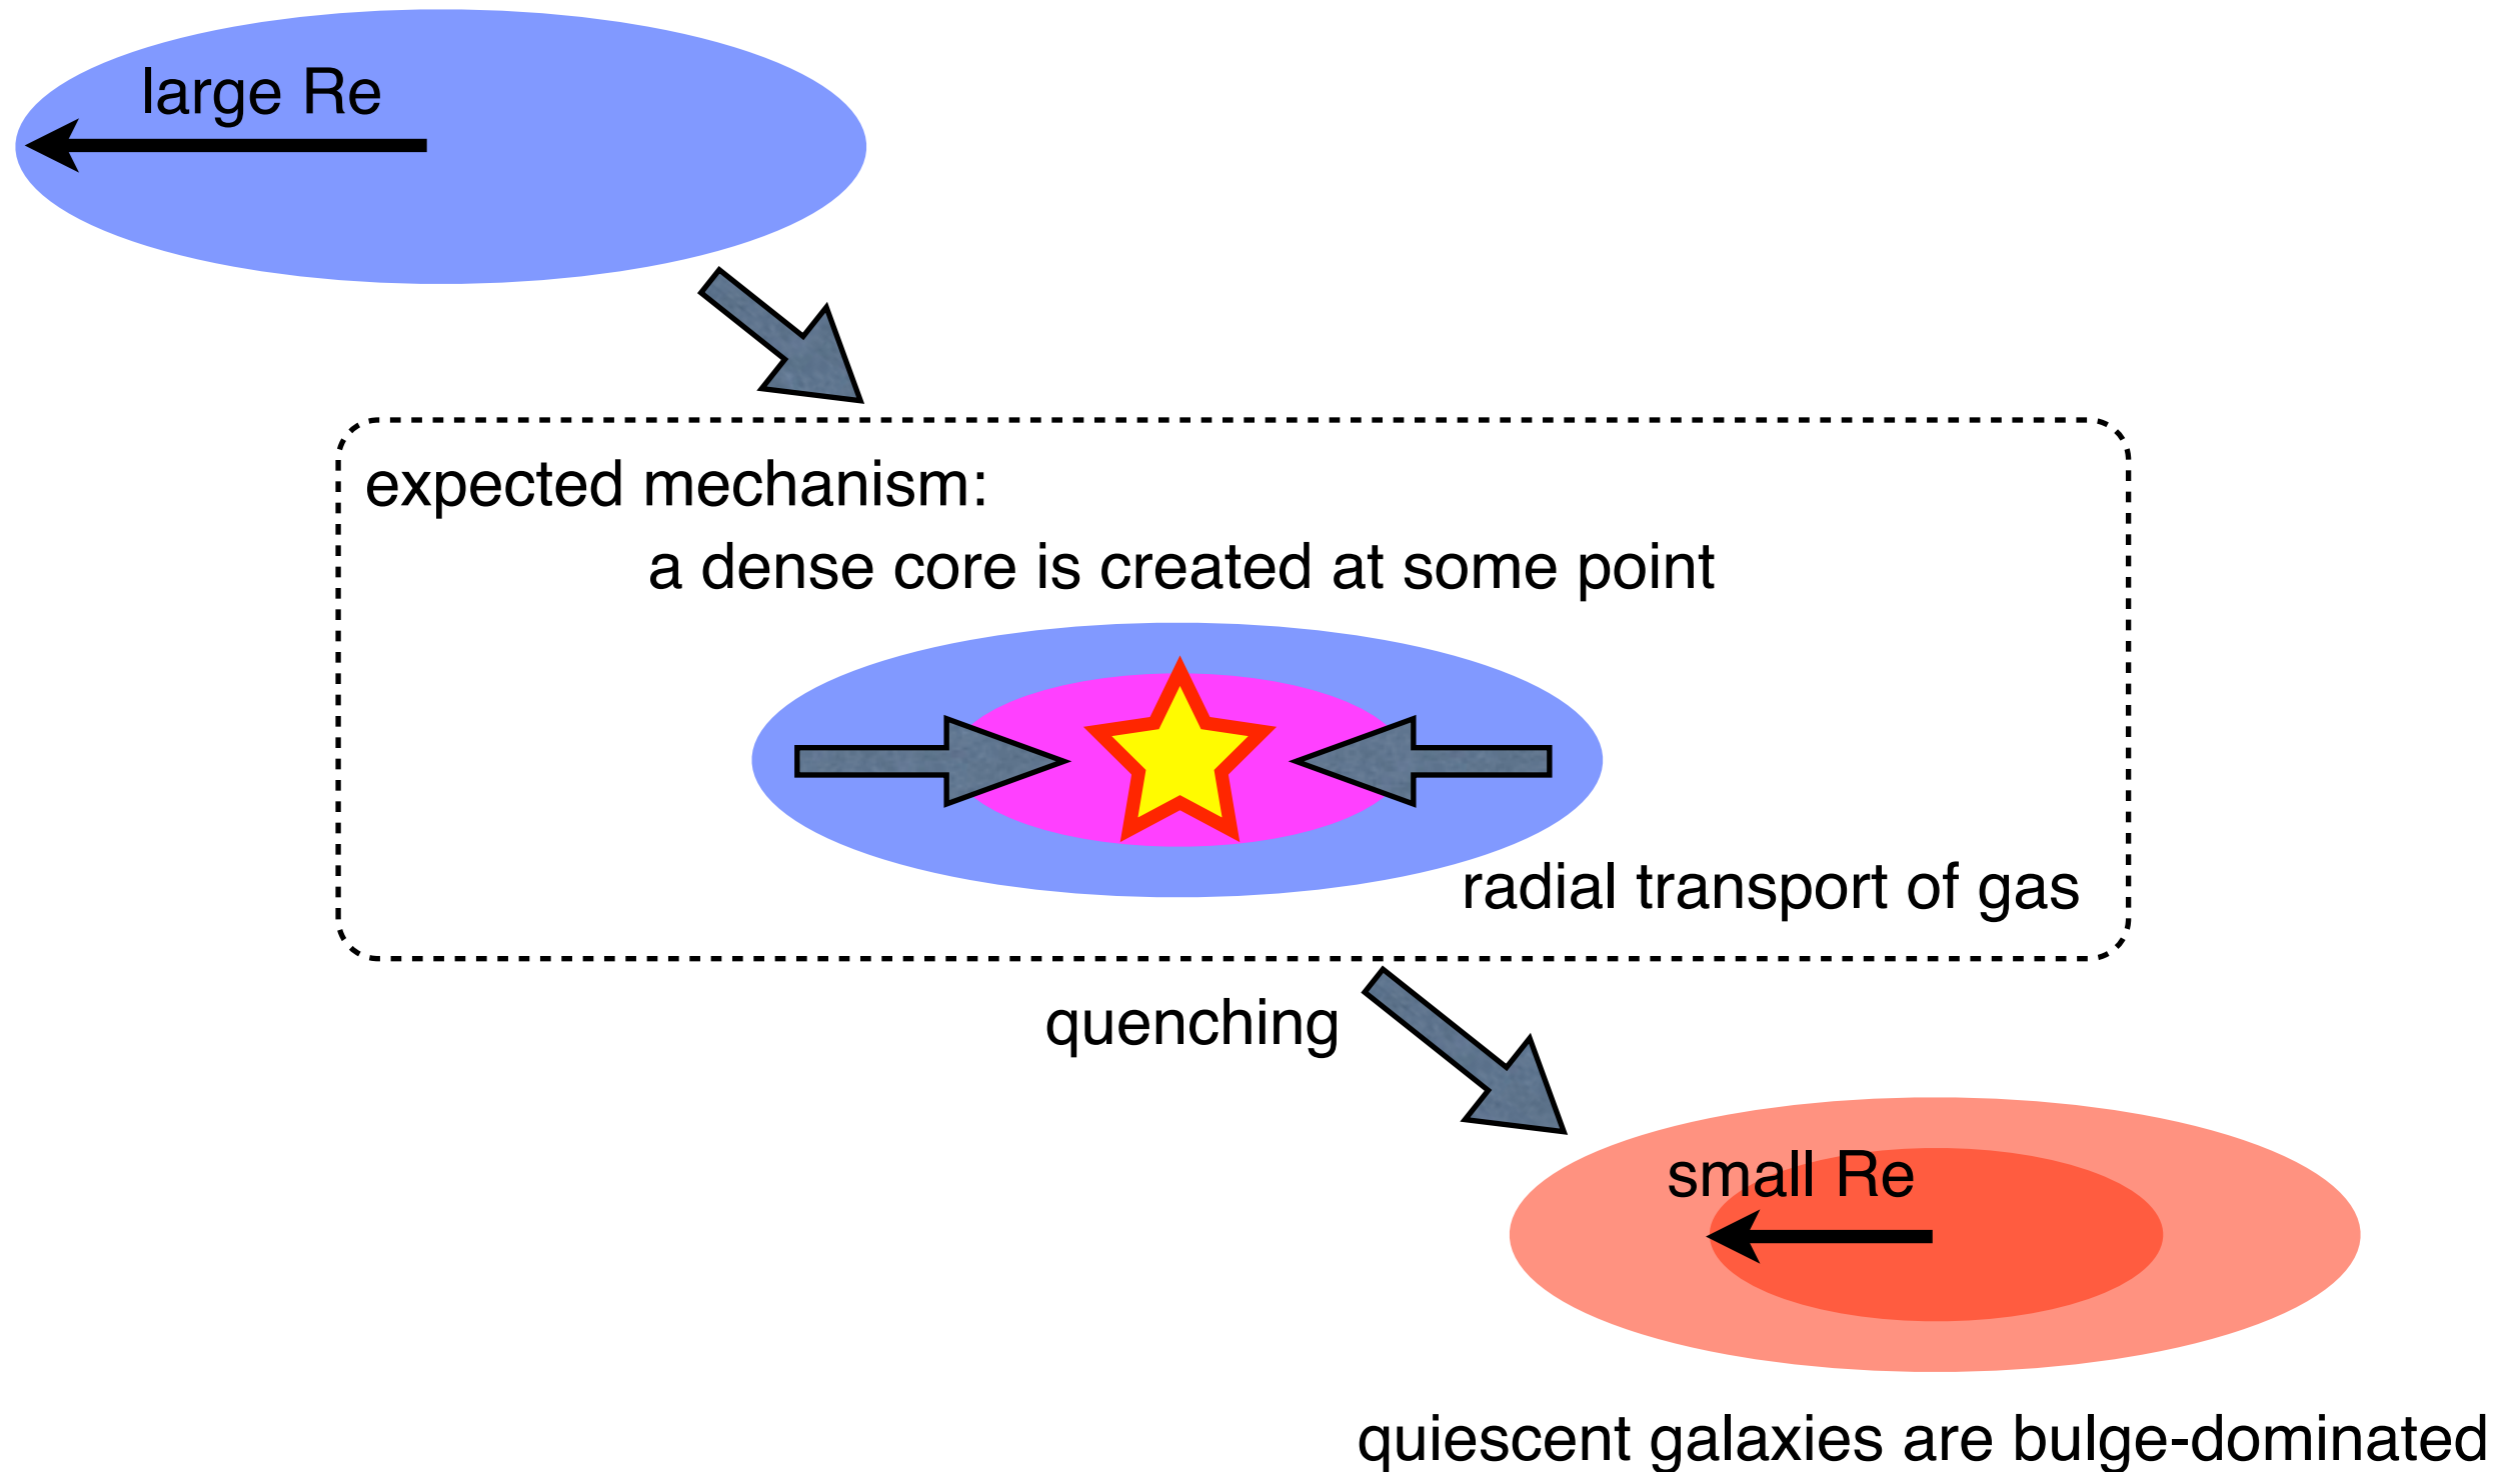 large Re
expected mechanism:
a dense core is created at some point
radial transport of gas
quenching
small Re
quiescent galaxies are bulge-dominated